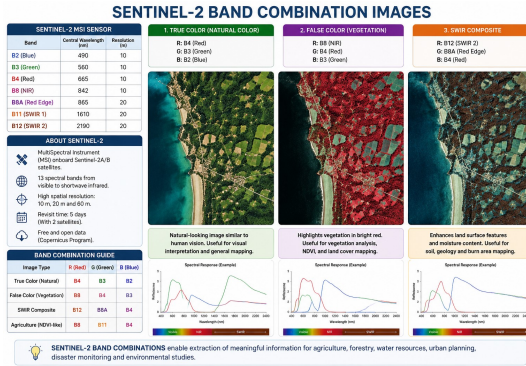 SENTINEL-2 BAND COMBINATION IMAGES
SENTINEL-2 MSI SENSOR
Band Central Wavelength (nm) Resolution (m)
B2 (Blue) 490 10
B3 (Green) 560 10
B4 (Red) 665 10
B8 (NIR) 842 10
B8A (Red Edge) 865 20
B11 (SWIR 1) 1610 20
B12 (SWIR 2) 2190 20
ABOUT SENTINEL-2
MultiSpectral Instrument
(MSI) onboard Sentinel-2A/B
satellites.
13 spectral bands from
visible to shortwave infrared.
High spatial resolution:
10 m, 20 m and 60 m.
Revisit time: 5 days
(With 2 satellites).
Free and open data
(Copernicus Program).
BAND COMBINATION GUIDE
Image Type R (Red) G (Green) B (Blue)
True Color (Natural) B4 B3 B2
False Color (Vegetation) B8 B4 B3
SWIR Composite B12 B8A B4
Agriculture (NDVI-like) B8 B11 B4
1. TRUE COLOR (NATURAL COLOR)
R: B4 (Red)
G: B3 (Green)
B: B2 (Blue)
Natural-looking image similar to
human vision. Useful for visual
interpretation and general mapping.
Spectral Response (Example)
Reflectance
Wavelength (nm)
2. FALSE COLOR (VEGETATION)
R: B8 (NIR)
G: B4 (Red)
B: B3 (Green)
Highlights vegetation in bright red.
Useful for vegetation analysis,
NDVI, and land cover mapping.
Spectral Response (Example)
Reflectance
Wavelength (nm)
3. SWIR COMPOSITE
R: B12 (SWIR 2)
G: B8A (Red Edge)
B: B4 (Red)
Enhances land surface features
and moisture content. Useful for
soil, geology and burn area mapping.
Spectral Response (Example)
Reflectance
Wavelength (nm)
SENTINEL-2 BAND COMBINATIONS enable extraction of meaningful information for agriculture, forestry, water resources, urban planning,
disaster monitoring and environmental studies.